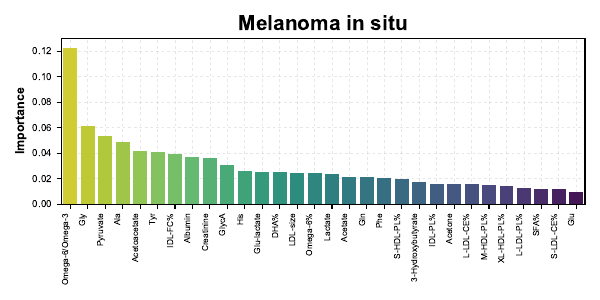 Melanoma in situ
Importance
0.12
0.10
0.08
0.06
0.04
0.02
0.00
Omega-6'Omega-3
Gly
Pyruvate
Ala
Acetoacetate
Tyr
IDL-FC%
Albumin
Creatinine
GlycA
His
Glu-lactate
DHA%
LDL-size
Omega-6%
Lactate
Acetate
Gln
Phe
S-HDL-PL%
3-Hydroxybutyrate
IDL-PL%
Acetone
L-LDL-CE%
M-HDL-PL%
XL-HDL-PL%
L-LDL-PL%
SFA%
S-LDL-CE%
Glu